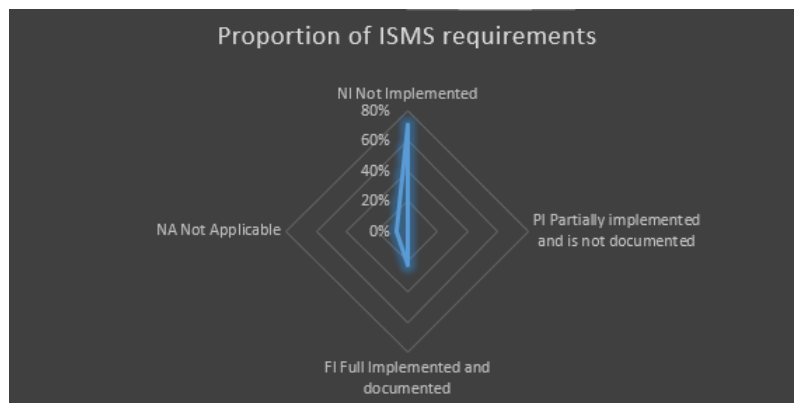 Proportion of ISMS requirements
NI Not Implemented
80%
60%
40%
20%
0%
NA Not Applicable
PI Partially implemented
and is not documented
FI Full Implemented and
documented